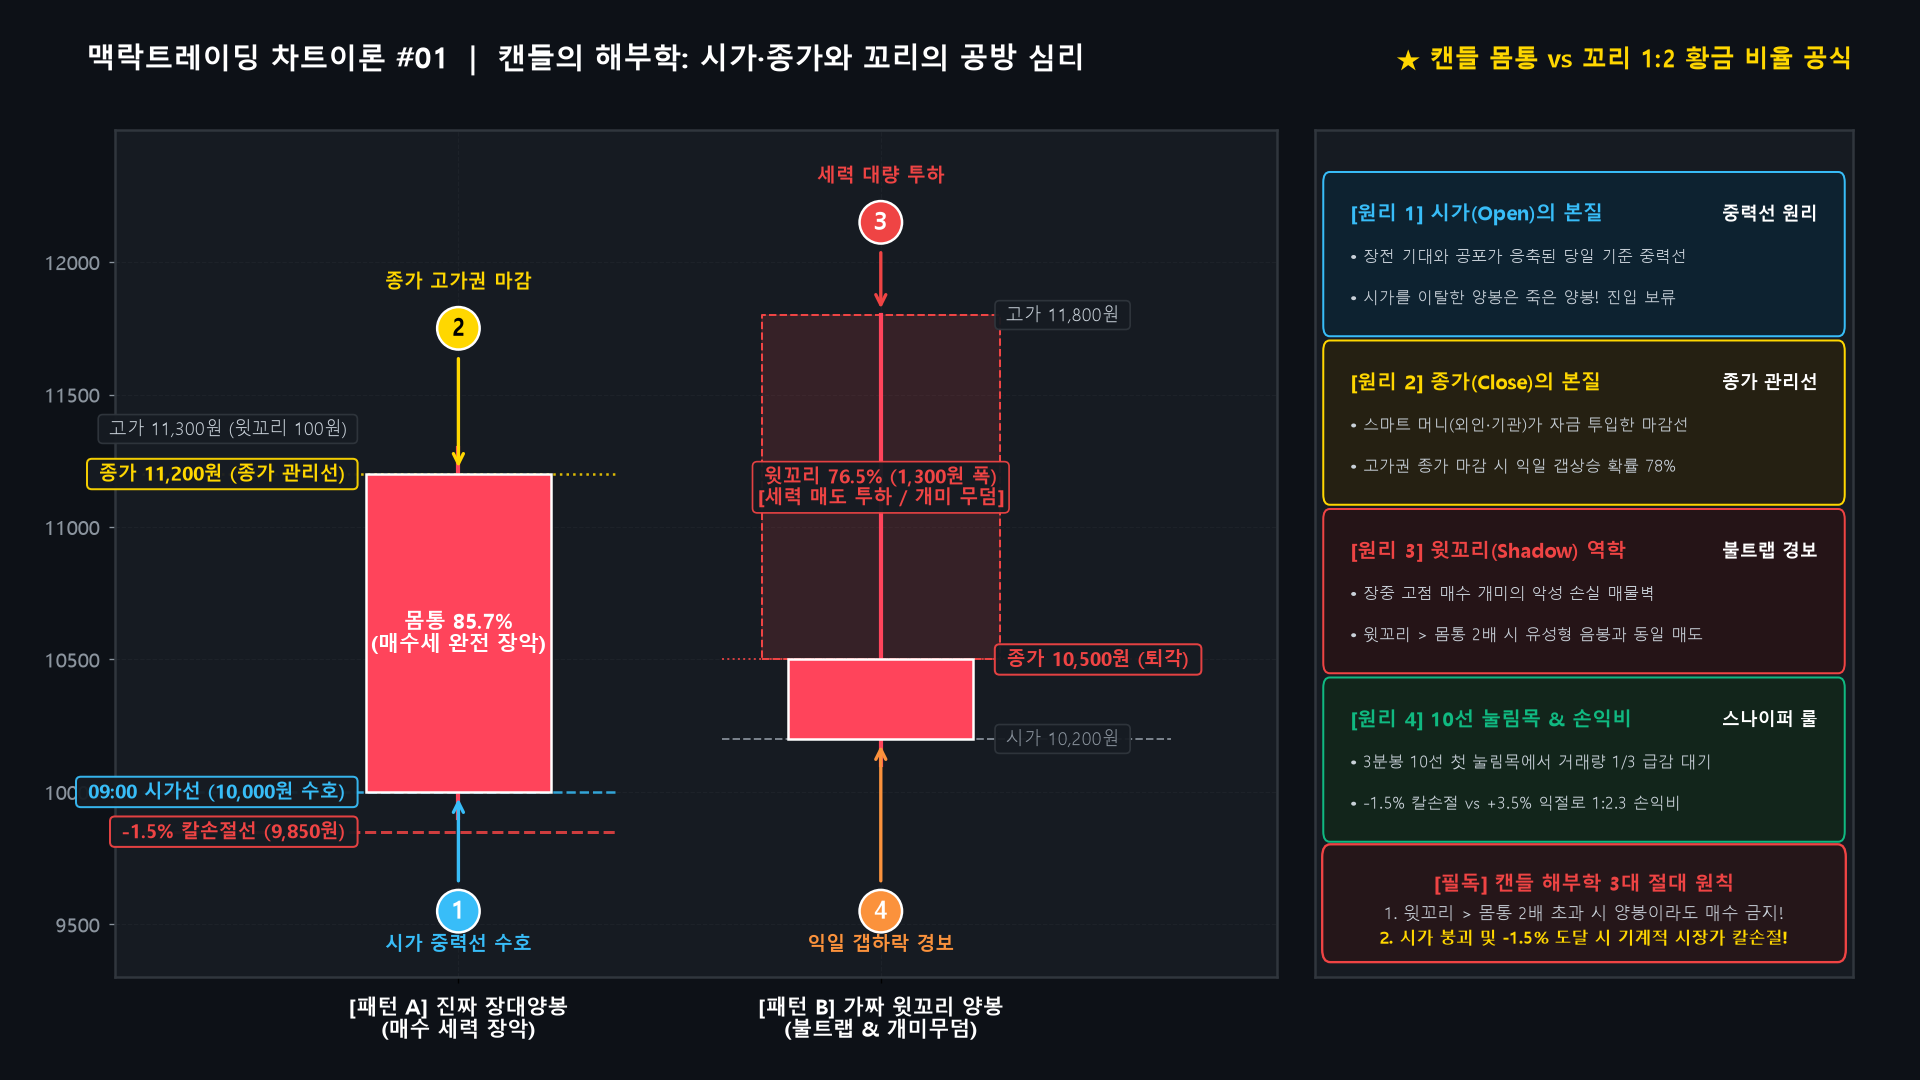 맥락트레이딩 차트이론 #01 | 캔들의 해부학: 시가·종가와 꼬리의 공방 심리
★ 캔들 몸통 vs 꼬리 1:2 황금 비율 공식
12000
11500
11000
10500
100
9500
종가 고가권 마감
2
고가 11,300원 (윗꼬리 100원)
종가 11,200원 (종가 관리선)
몸통 85.7%
(매수세 완전 장악)
09:00 시가선 (10,000원 수호)
-1.5% 칼손절선 (9,850원)
1
시가 중력선 수호
[패턴 A] 진짜 장대양봉
(매수 세력 장악)
세력 대량 투하
3
고가 11,800원
윗꼬리 76.5% (1,300원 폭)
[세력 매도 투하 / 개미 무덤]
종가 10,500원 (퇴각)
시가 10,200원
4
익일 갭하락 경보
[패턴 B] 가짜 윗꼬리 양봉
(불트랩 & 개미무덤)
[원리 1] 시가(Open)의 본질 중력선 원리
• 장전 기대와 공포가 응축된 당일 기준 중력선
• 시가를 이탈한 양봉은 죽은 양봉! 진입 보류
[원리 2] 종가(Close)의 본질 종가 관리선
• 스마트 머니(외인·기관)가 자금 투입한 마감선
• 고가권 종가 마감 시 익일 갭상승 확률 78%
[원리 3] 윗꼬리(Shadow) 역학 불트랩 경보
• 장중 고점 매수 개미의 악성 손실 매물벽
• 윗꼬리 > 몸통 2배 시 유성형 음봉과 동일 매도
[원리 4] 10선 눌림목 & 손익비 스나이퍼 룰
• 3분봉 10선 첫 눌림목에서 거래량 1/3 급감 대기
• -1.5% 칼손절 vs +3.5% 익절로 1:2.3 손익비
[필독] 캔들 해부학 3대 절대 원칙
1. 윗꼬리 > 몸통 2배 초과 시 양봉이라도 매수 금지!
2. 시가 붕괴 및 -1.5% 도달 시 기계적 시장가 칼손절!